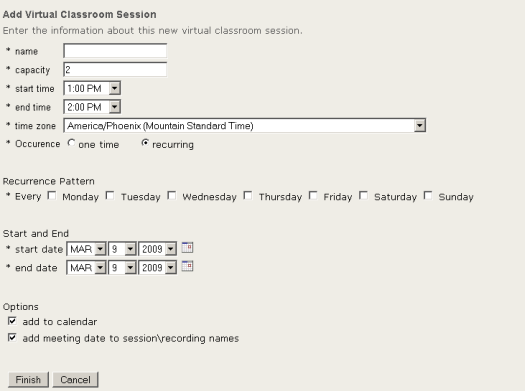 Add Virtual Classroom Session
Enter the information about this new virtual classroom session.
* name
* capacity 2
* start time 1:00 PM
* end time 2:00 PM
* time zone America/Phoenix (Mountain Standard Time)
* Occurence one time recurring
Recurrence Pattern
* Every Monday Tuesday Wednesday Thursday Friday Saturday Sunday
Start and End
* start date MAR 9 2009
* end date MAR 9 2009
Options
add to calendar
add meeting date to session\recording names
Finish Cancel